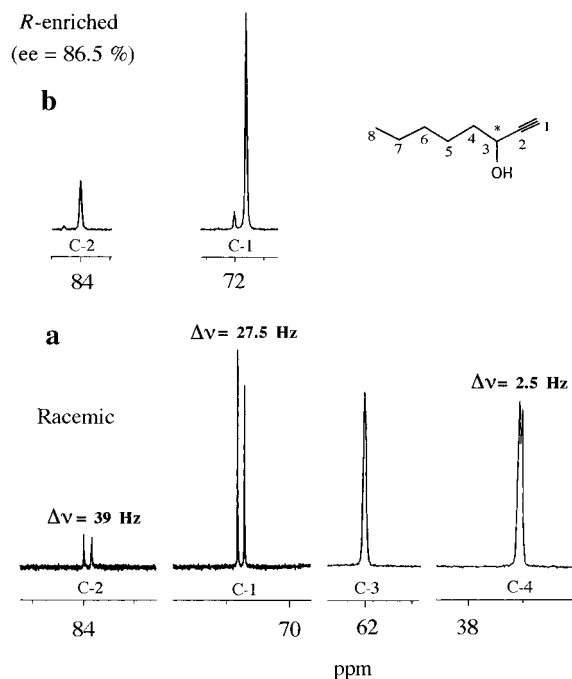 R-enriched
(ee = 86.5 %)
b
8 7 6 5 4 3 * 2 1
OH
C-2 C-1
84 72
a
Racemic
Δν = 39 Hz
Δν = 27.5 Hz
Δν = 2.5 Hz
C-2 C-1 C-3 C-4
84 70 62 38
ppm